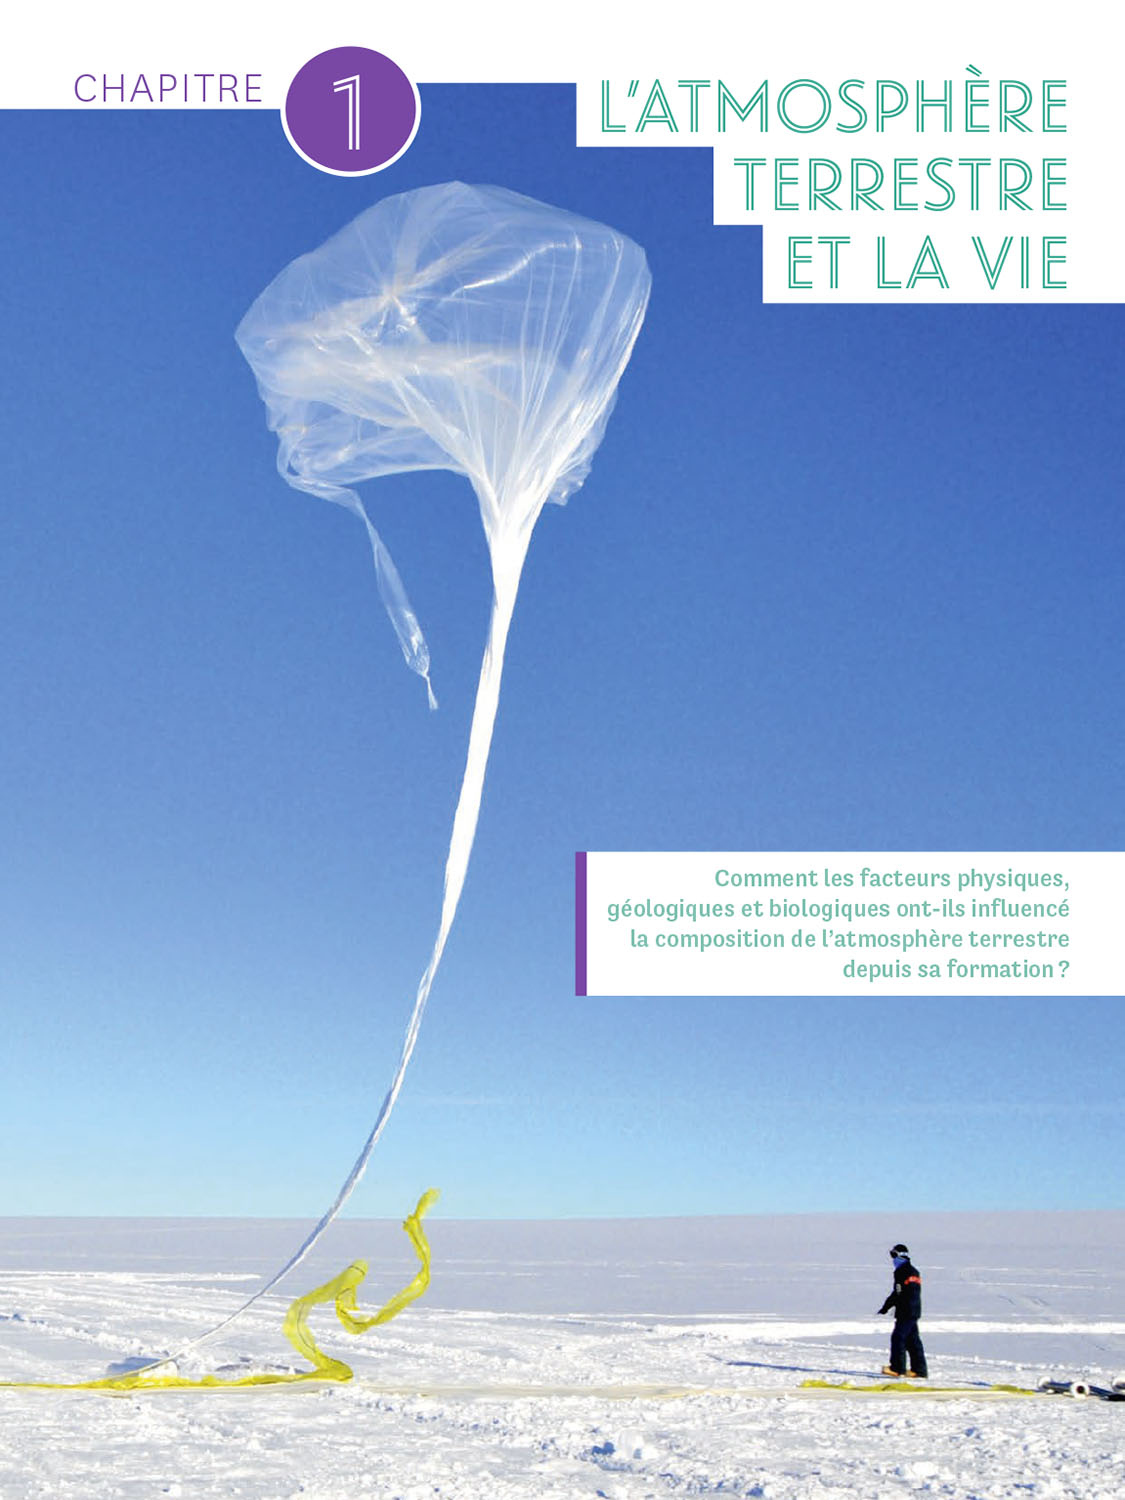 CHAPITRE 1
L'ATMOSPHÈRE
TERRESTRE
ET LA VIE
Comment les facteurs physiques,
géologiques et biologiques ont-ils influencé
la composition de l'atmosphère terrestre
depuis sa formation ?